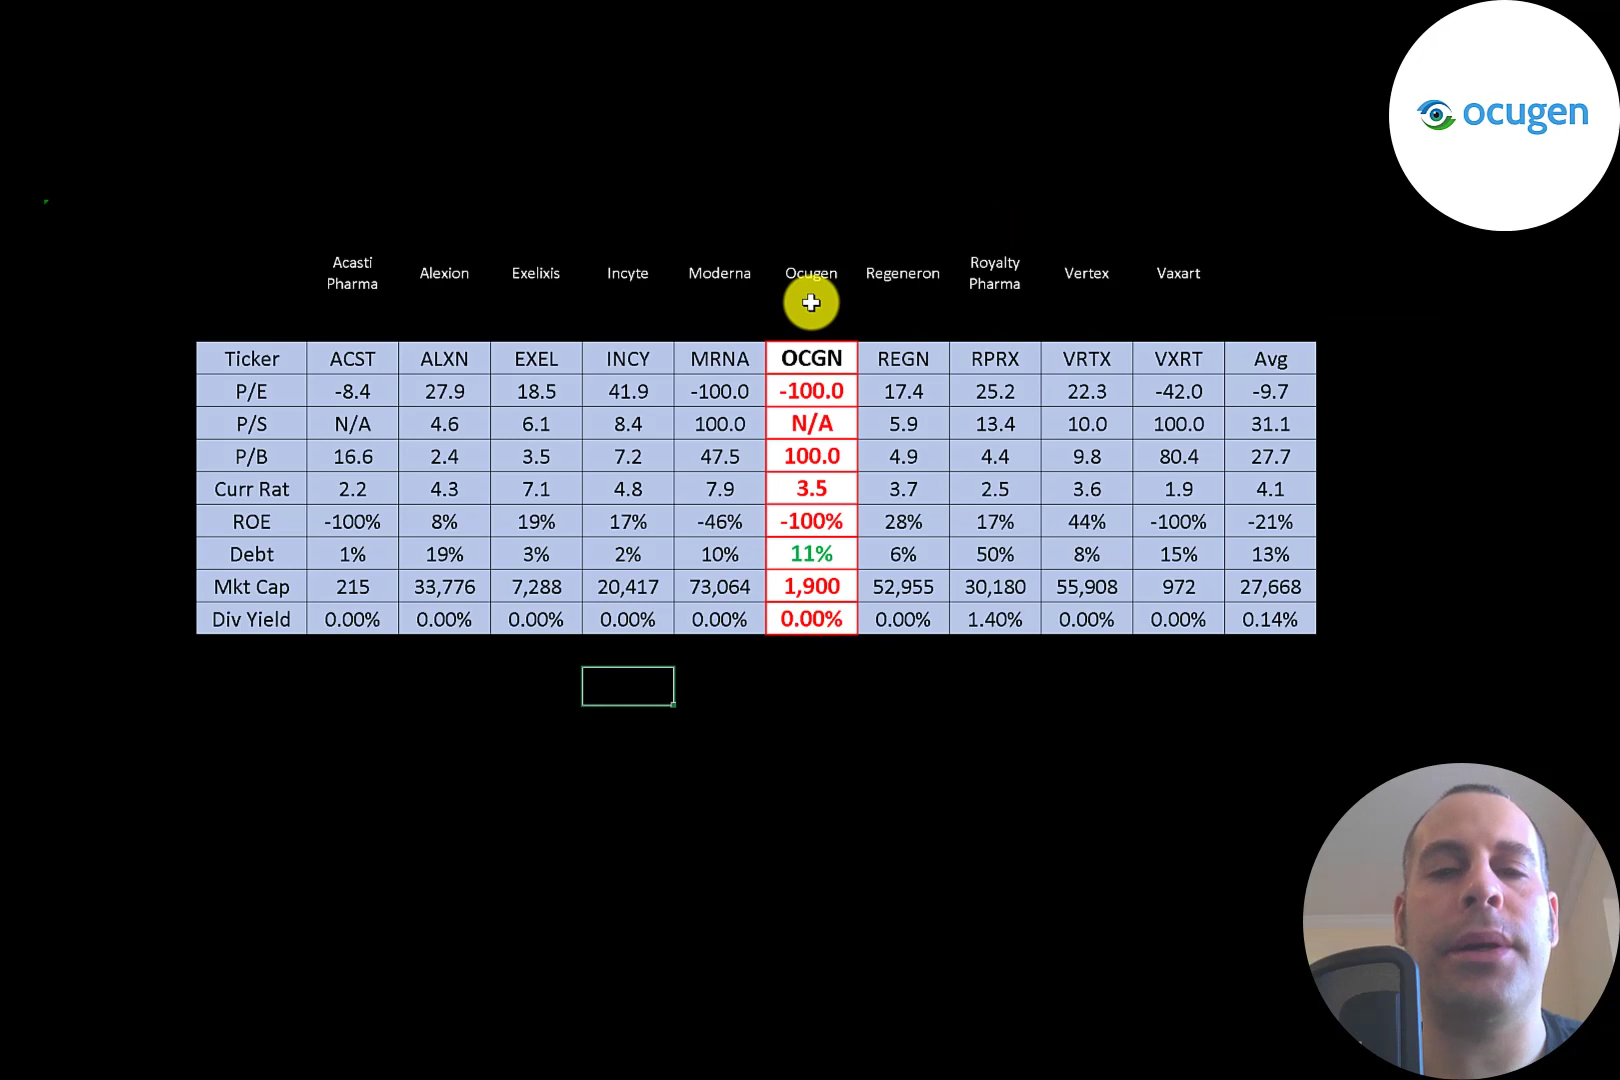 ocugen
Acasti
Pharma
Alexion
Exelixis
Incyte
Moderna
Ocugen
Regeneron
Royalty
Pharma
Vertex
Vaxart
Ticker ACST ALXN EXEL INCY MRNA OCGN REGN RPRX VRTX VXRT Avg
P/E -8.4 27.9 18.5 41.9 -100.0 -100.0 17.4 25.2 22.3 -42.0 -9.7
P/S N/A 4.6 6.1 8.4 100.0 N/A 5.9 13.4 10.0 100.0 31.1
P/B 16.6 2.4 3.5 7.2 47.5 100.0 4.9 4.4 9.8 80.4 27.7
Curr Rat 2.2 4.3 7.1 4.8 7.9 3.5 3.7 2.5 3.6 1.9 4.1
ROE -100% 8% 19% 17% -46% -100% 28% 17% 44% -100% -21%
Debt 1% 19% 3% 2% 10% 11% 6% 50% 8% 15% 13%
Mkt Cap 215 33,776 7,288 20,417 73,064 1,900 52,955 30,180 55,908 972 27,668
Div Yield 0.00% 0.00% 0.00% 0.00% 0.00% 0.00% 0.00% 1.40% 0.00% 0.00% 0.14%